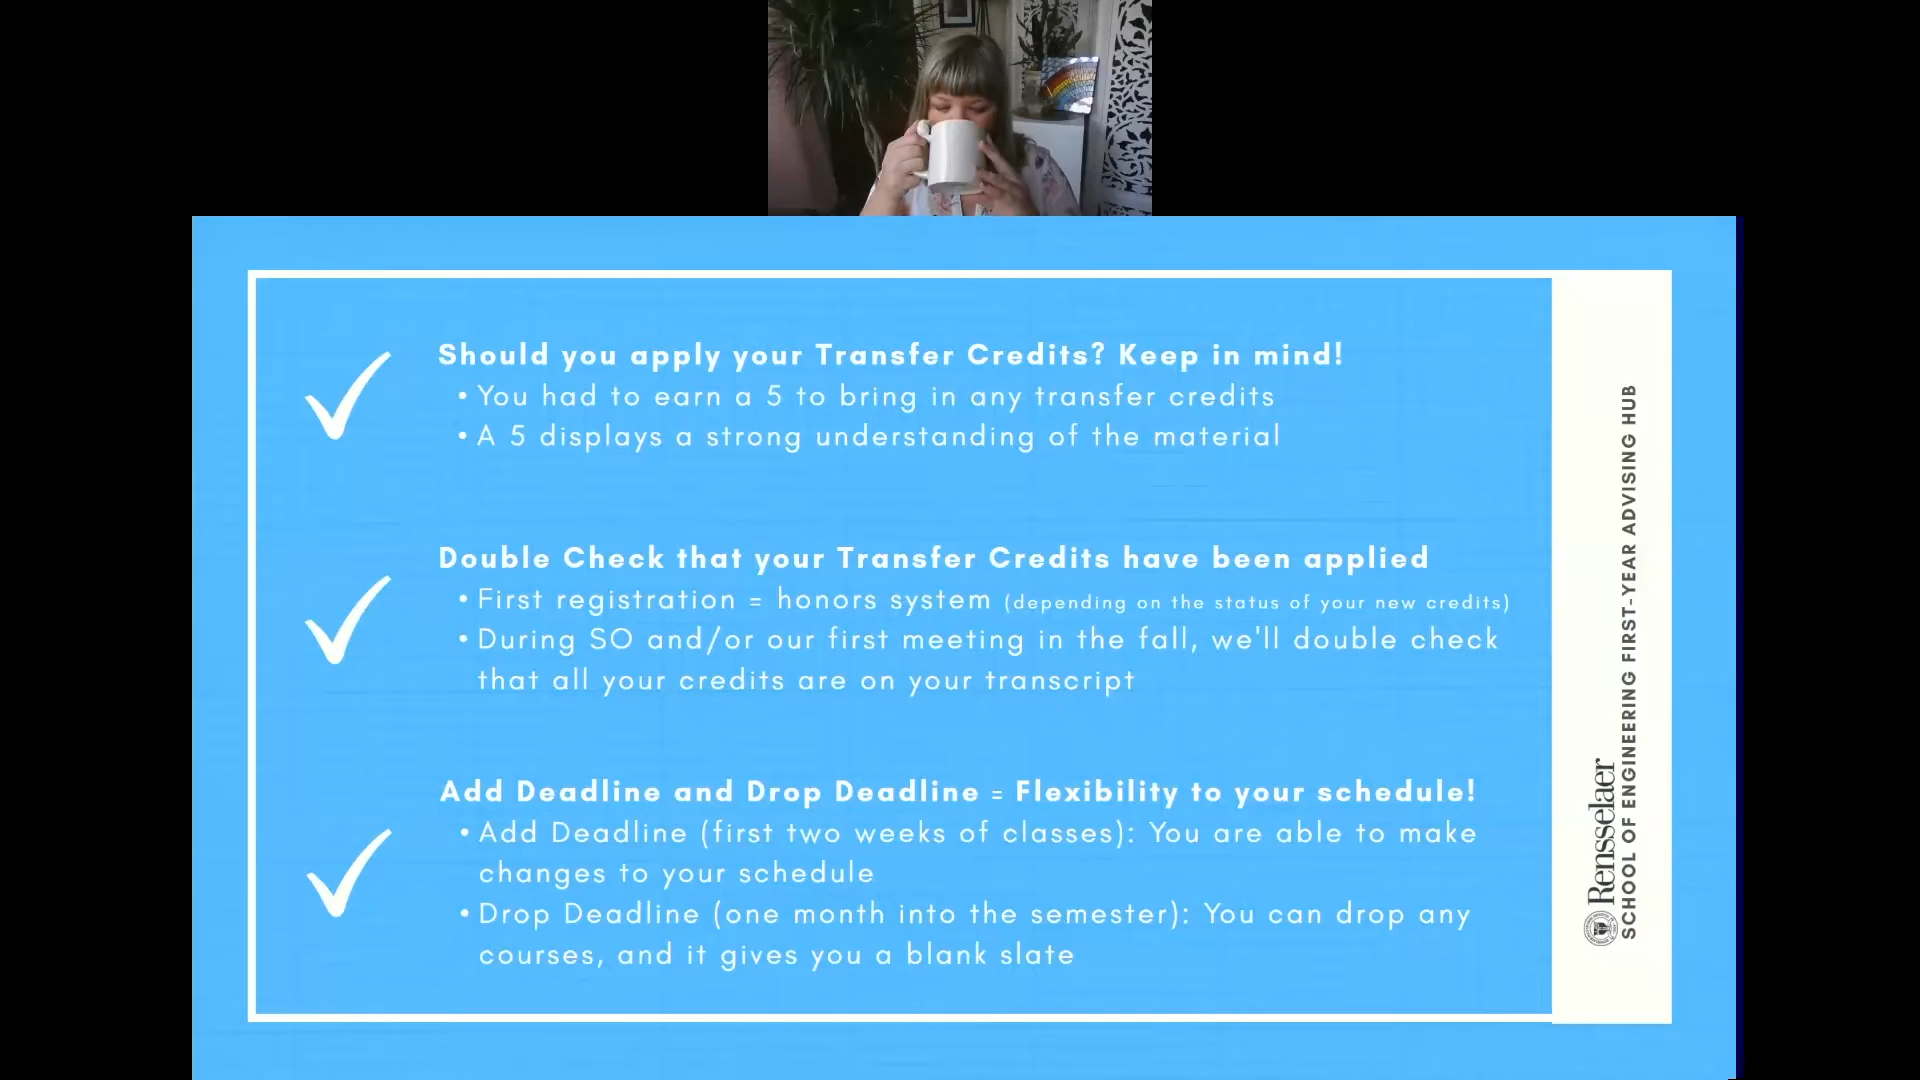 Should you apply your Transfer Credits? Keep in mind!
• You had to earn a 5 to bring in any transfer credits
• A 5 displays a strong understanding of the material
Double Check that your Transfer Credits have been applied
• First registration = honors system (depending on the status of your new credits)
• During SO and/or our first meeting in the fall, we'll double check
that all your credits are on your transcript
Add Deadline and Drop Deadline = Flexibility to your schedule!
• Add Deadline (first two weeks of classes): You are able to make
changes to your schedule
• Drop Deadline (one month into the semester): You can drop any
courses, and it gives you a blank slate
Rensselaer
SCHOOL OF ENGINEERING FIRST-YEAR ADVISING HUB